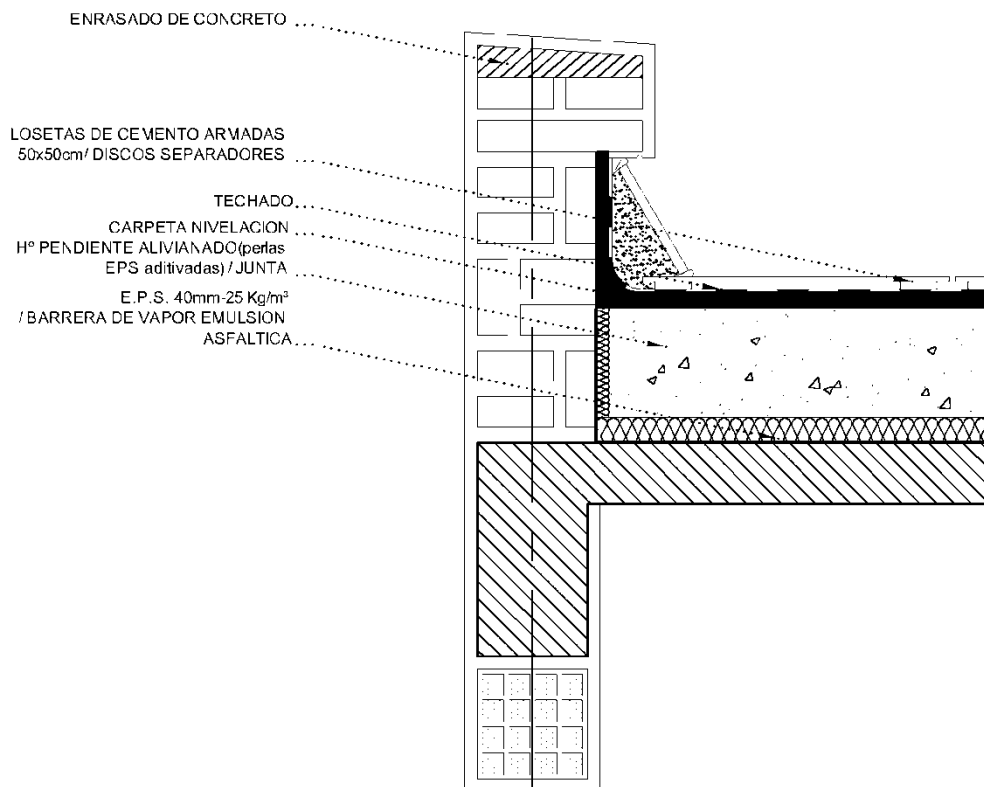 ENRASADO DE CONCRETO
LOSETAS DE CEMENTO ARMADAS
50x50cm/ DISCOS SEPARADORES
TECHADO
CARPETA NIVELACION
Hº PENDIENTE ALIVIANADO(perlas
EPS aditivadas) / JUNTA
E.P.S. 40mm-25 Kg/m³
/ BARRERA DE VAPOR EMULSION
ASFALTICA